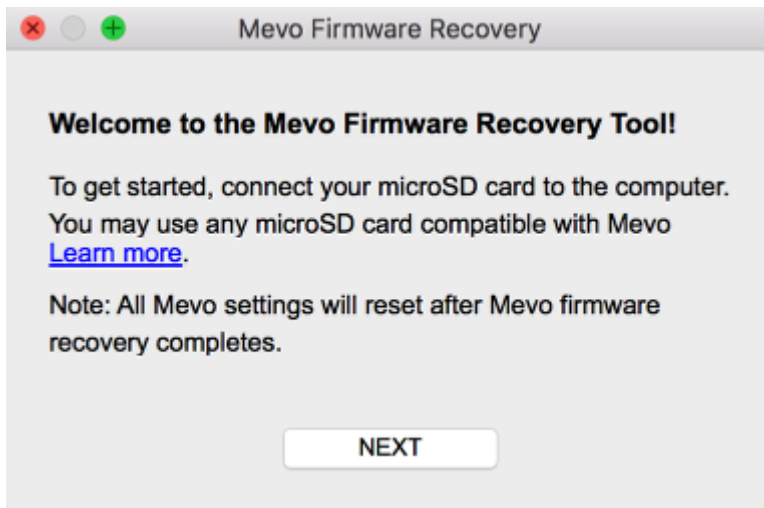 Mevo Firmware Recovery
Welcome to the Mevo Firmware Recovery Tool!
To get started, connect your microSD card to the computer.
You may use any microSD card compatible with Mevo
Learn more.
Note: All Mevo settings will reset after Mevo firmware
recovery completes.
NEXT